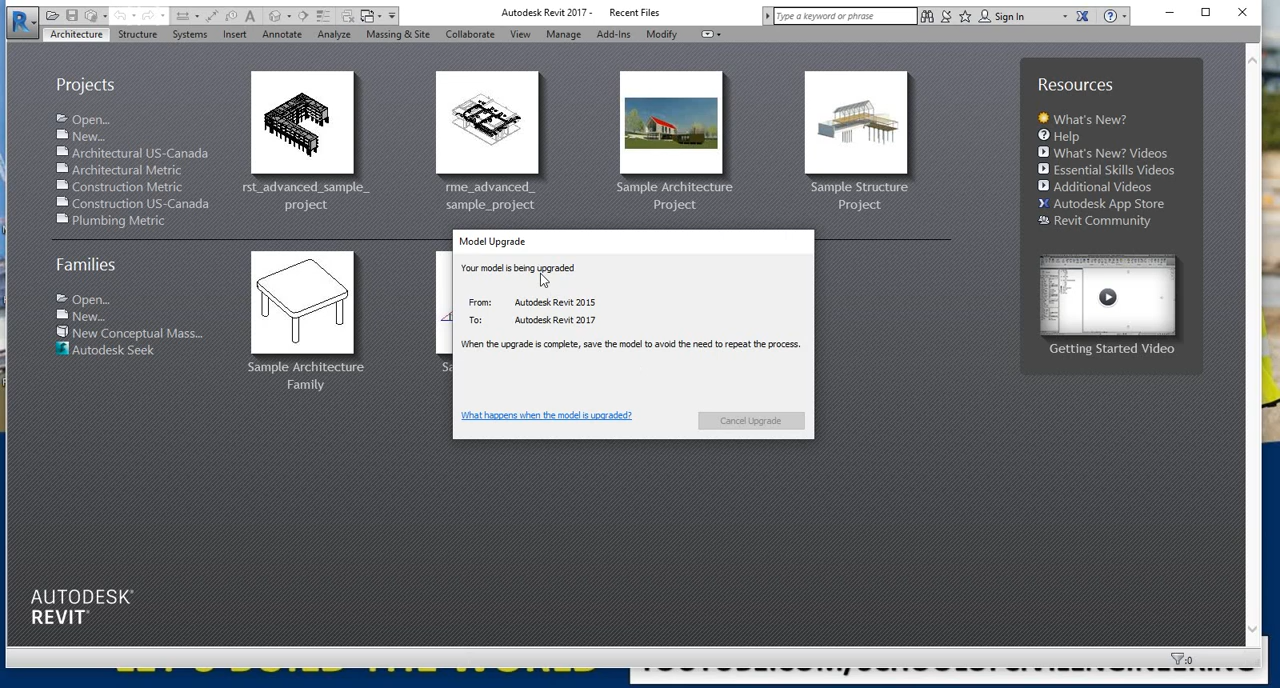 Autodesk Revit 2017 -
Recent Files
Type a keyword or phrase
Sign In
Architecture
Structure
Systems
Insert
Annotate
Analyze
Massing & Site
Collaborate
View
Manage
Add-Ins
Modify
Projects
Open...
New...
Architectural US-Canada
Architectural Metric
Construction Metric
Construction US-Canada
Plumbing Metric
rst_advanced_sample_
project
rme_advanced_
sample_project
Sample Architecture
Project
Sample Structure
Project
Families
Open...
New...
New Conceptual Mass...
Autodesk Seek
Sample Architecture
Family
Sa
Model Upgrade
Your model is being upgraded
From: Autodesk Revit 2015
To: Autodesk Revit 2017
When the upgrade is complete, save the model to avoid the need to repeat the process.
What happens when the model is upgraded?
Cancel Upgrade
Resources
What's New?
Help
What's New? Videos
Essential Skills Videos
Additional Videos
Autodesk App Store
Revit Community
Getting Started Video
AUTODESK®
REVIT®
:0
LET'S BUILD THE WORLD